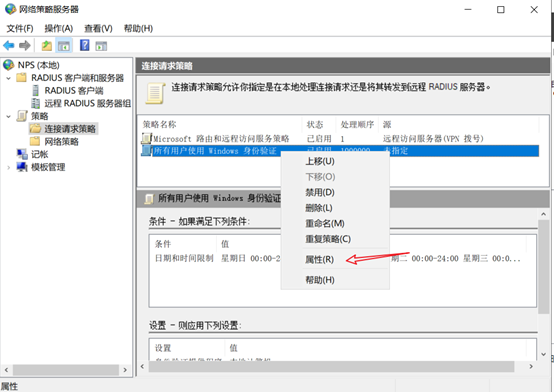 网络策略服务器
文件(F) 操作(A) 查看(V) 帮助(H)
NPS (本地)
RADIUS 客户端和服务器
RADIUS 客户端
远程 RADIUS 服务器组
策略
连接请求策略
网络策略
记帐
模板管理
连接请求策略
连接请求策略允许你指定是在本地处理连接请求还是将其转发到远程 RADIUS 服务器。
策略名称 状态 处理顺序 源
Microsoft 路由和远程访问服务策略 已启用 1 远程访问服务器(VPN 拨号)
所有用户使用 Windows 身份验证 已启用 1000000 未指定
上移(U)
下移(O)
禁用(D)
删除(L)
重命名(M)
重复策略(C)
属性(R)
帮助(H)
所有用户使用 Windows 身份验证
条件 - 如果满足下列条件:
条件 值
日期和时间限制 星期日 00:00-2 期二 00:00-24:00 星期三 00:0...
设置 - 则应用下列设置:
设置 值
属性